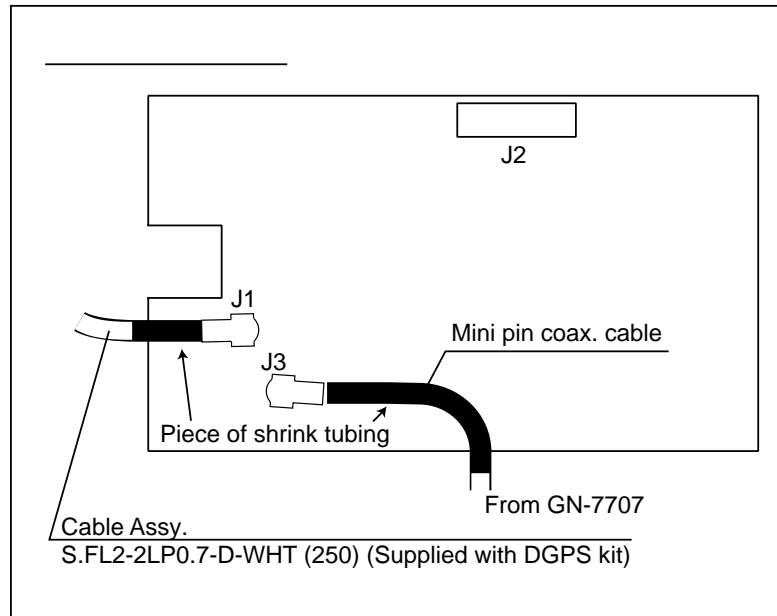 J2
J1
Mini pin coax. cable
J3
Piece of shrink tubing
From GN-7707
Cable Assy.
S.FL2-2LP0.7-D-WHT (250) (Supplied with DGPS kit)